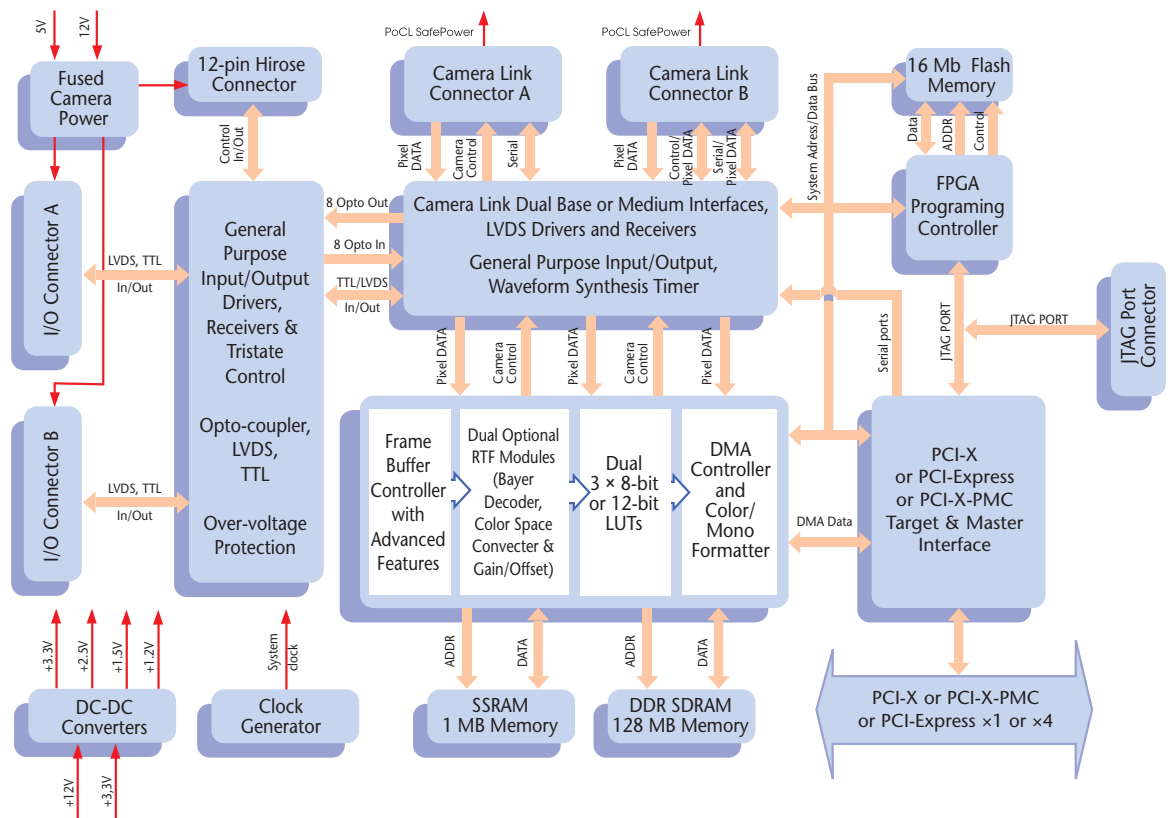 5V
12V
PoCL SafePower
PoCL SafePower
Fused
Camera
Power
12-pin Hirose
Connector
Camera Link
Connector A
Camera Link
Connector B
16 Mb Flash
Memory
Control
In/Out
Pixel
DATA
Camera
Control
Serial
Pixel
DATA
Control/
Pixel DATA
Serial/
Pixel DATA
System Adress/Data Bus
Data
ADDR
Control
I/O Connector A
LVDS, TTL
In/Out
General
Purpose
Input/Output
Drivers,
Receivers &
Tristate
Control
Opto-coupler,
LVDS,
TTL
Over-voltage
Protection
8 Opto Out
8 Opto In
TTL/LVDS
In/Out
Camera Link Dual Base or Medium Interfaces,
LVDS Drivers and Receivers
General Purpose Input/Output,
Waveform Synthesis Timer
FPGA
Programing
Controller
JTAG PORT
JTAG PORT
JTAG Port
Connector
Serial ports
Pixel DATA
Camera
Control
Pixel DATA
Camera
Control
Pixel DATA
I/O Connector B
LVDS, TTL
In/Out
Frame
Buffer
Controller
with
Advanced
Features
Dual Optional
RTF Modules
(Bayer
Decoder,
Color Space
Convecter &
Gain/Offset)
Dual
3 × 8-bit
or 12-bit
LUTs
DMA
Controller
and
Color/
Mono
Formatter
DMA Data
PCI-X
or PCI-Express
or PCI-X-PMC
Target & Master
Interface
+3.3V
+2.5V
+1.5V
+1.2V
System
clock
ADDR
DATA
ADDR
DATA
DC-DC
Converters
Clock
Generator
SSRAM
1 MB Memory
DDR SDRAM
128 MB Memory
PCI-X or PCI-X-PMC
or PCI-Express ×1 or ×4
+12V
+3,3V